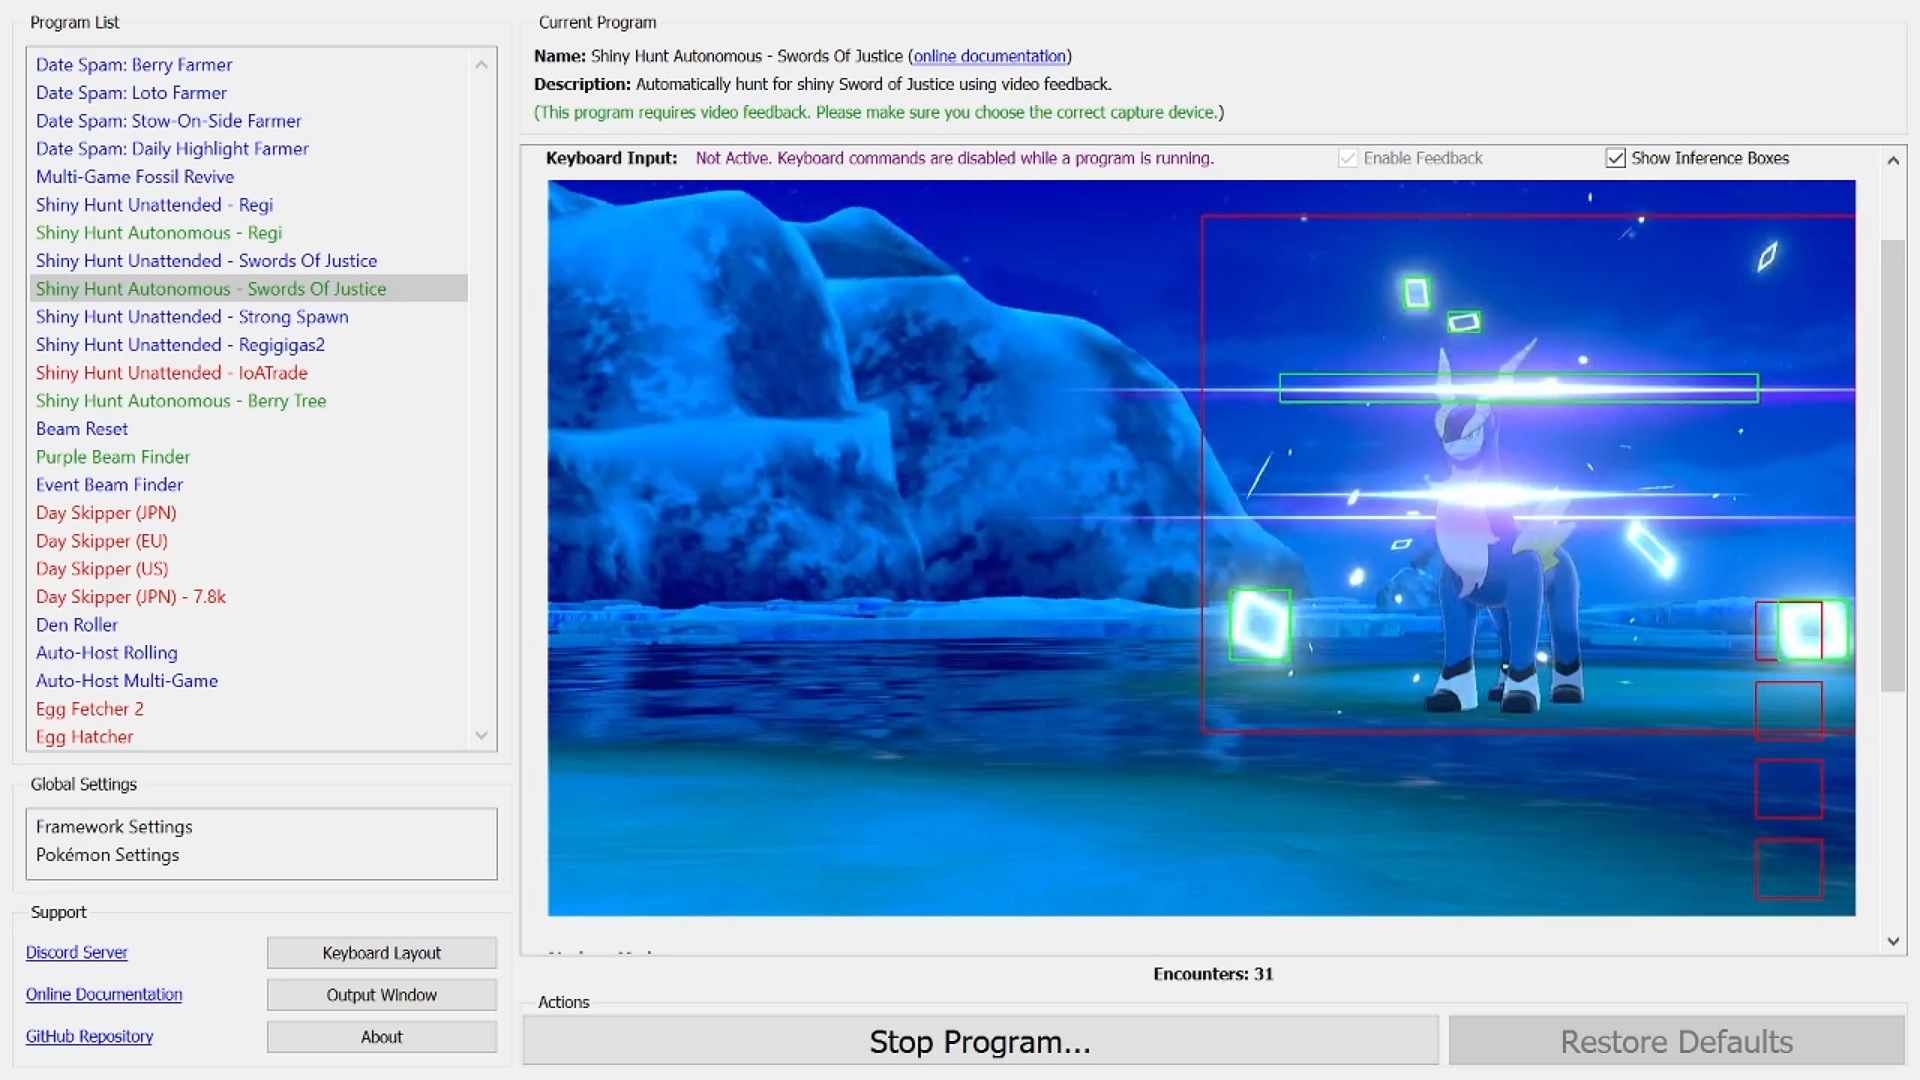 Program List
Date Spam: Berry Farmer
Date Spam: Loto Farmer
Date Spam: Stow-On-Side Farmer
Date Spam: Daily Highlight Farmer
Multi-Game Fossil Revive
Shiny Hunt Unattended - Regi
Shiny Hunt Autonomous - Regi
Shiny Hunt Unattended - Swords Of Justice
Shiny Hunt Autonomous - Swords Of Justice
Shiny Hunt Unattended - Strong Spawn
Shiny Hunt Unattended - Regigigas2
Shiny Hunt Unattended - IoATrade
Shiny Hunt Autonomous - Berry Tree
Beam Reset
Purple Beam Finder
Event Beam Finder
Day Skipper (JPN)
Day Skipper (EU)
Day Skipper (US)
Day Skipper (JPN) - 7.8k
Den Roller
Auto-Host Rolling
Auto-Host Multi-Game
Egg Fetcher 2
Egg Hatcher
Global Settings
Framework Settings
Pokémon Settings
Support
Discord Server
Keyboard Layout
Online Documentation
Output Window
GitHub Repository
About
Current Program
Name: Shiny Hunt Autonomous - Swords Of Justice (online documentation)
Description: Automatically hunt for shiny Sword of Justice using video feedback.
(This program requires video feedback. Please make sure you choose the correct capture device.)
Keyboard Input: Not Active. Keyboard commands are disabled while a program is running.
Enable Feedback
Show Inference Boxes
Encounters: 31
Actions
Stop Program...
Restore Defaults